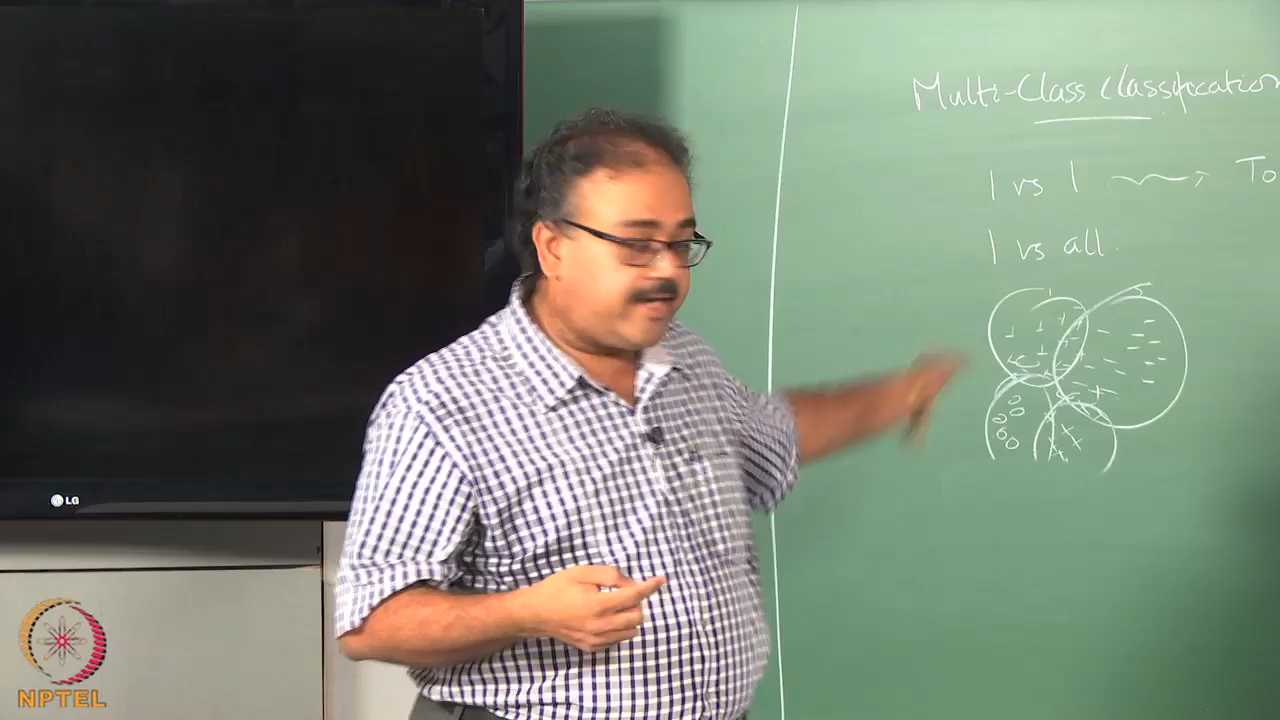 Multi-Class classification
1 vs 1 To
1 vs all
LG
NPTEL